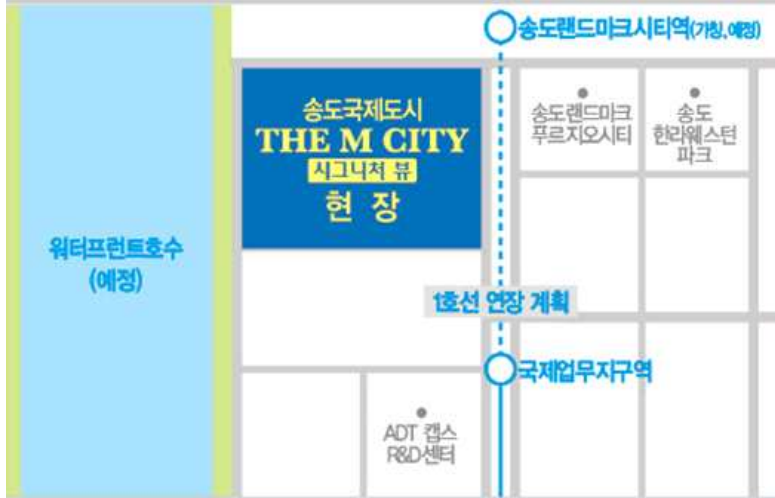 송도랜드마크시티역(가칭,예정)
송도국제도시
THE M CITY
시그니처 뷰
현 장
송도랜드마크
푸르지오시티
송도
한라웨스턴
파크
워터프런트호수
(예정)
1호선 연장 계획
국제업무지구역
ADT 캡스
R&D센터